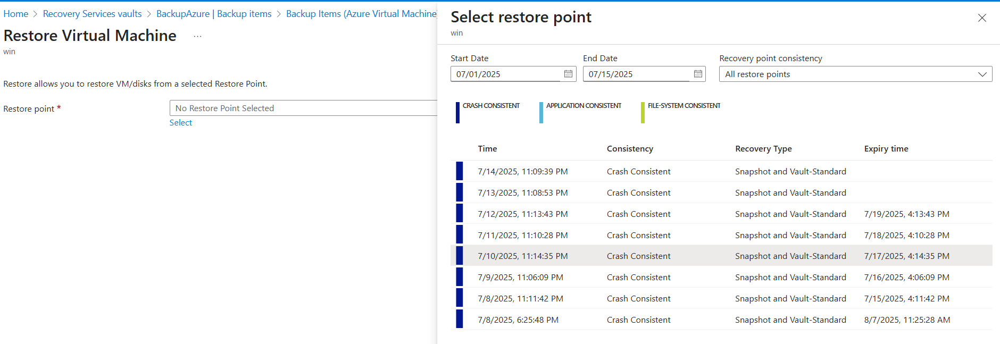 Home > Recovery Services vaults > BackupAzure | Backup items > Backup Items (Azure Virtual Machine)
Restore Virtual Machine ...
win
Restore allows you to restore VM/disks from a selected Restore Point.
Restore point * No Restore Point Selected
Select
Select restore point
win
Start Date End Date Recovery point consistency
07/01/2025 07/15/2025 All restore points
CRASH CONSISTENT APPLICATION CONSISTENT FILE-SYSTEM CONSISTENT
Time Consistency Recovery Type Expiry time
7/14/2025, 11:09:39 PM Crash Consistent Snapshot and Vault-Standard
7/13/2025, 11:08:53 PM Crash Consistent Snapshot and Vault-Standard
7/12/2025, 11:13:43 PM Crash Consistent Snapshot and Vault-Standard 7/19/2025, 4:13:43 PM
7/11/2025, 11:10:28 PM Crash Consistent Snapshot and Vault-Standard 7/18/2025, 4:10:28 PM
7/10/2025, 11:14:35 PM Crash Consistent Snapshot and Vault-Standard 7/17/2025, 4:14:35 PM
7/9/2025, 11:06:09 PM Crash Consistent Snapshot and Vault-Standard 7/16/2025, 4:06:09 PM
7/8/2025, 11:11:42 PM Crash Consistent Snapshot and Vault-Standard 7/15/2025, 4:11:42 PM
7/8/2025, 6:25:48 PM Crash Consistent Snapshot and Vault-Standard 8/7/2025, 11:25:28 AM